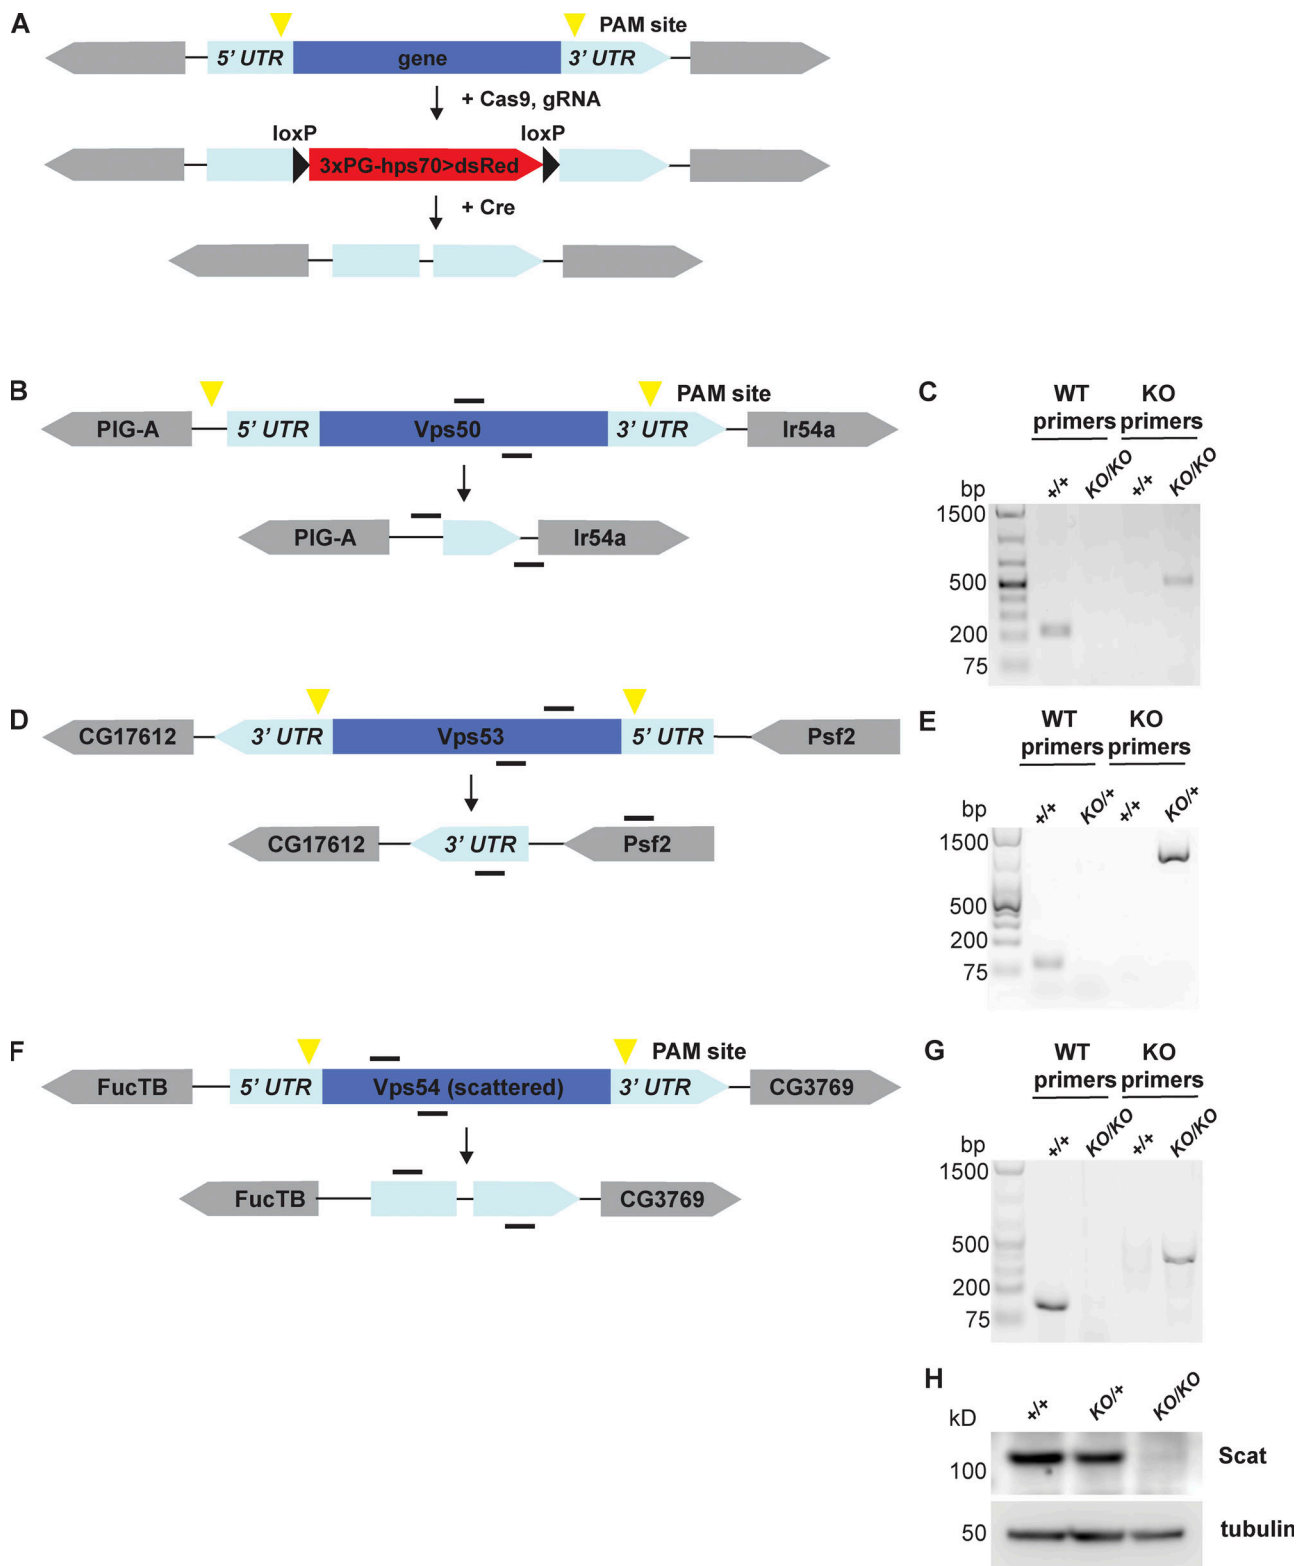 A
PAM site
5’ UTR gene 3’ UTR
+ Cas9, gRNA
loxP loxP
3xPG-hps70>dsRed
+ Cre
B
PAM site
PIG-A 5’ UTR Vps50 3’ UTR Ir54a
PIG-A Ir54a
C
WT KO
primers primers
bp +/+ KO/KO +/+ KO/KO
1500
500
200
75
D
CG17612 3’ UTR Vps53 5’ UTR Psf2
CG17612 3’ UTR Psf2
E
WT KO
primers primers
bp +/+ KO/+ +/+ KO/+
1500
500
200
75
F
PAM site
FucTB 5’ UTR Vps54 (scattered) 3’ UTR CG3769
FucTB CG3769
G
WT KO
primers primers
bp +/+ KO/KO +/+ KO/KO
1500
500
200
75
H
kD +/+ KO/+ KO/KO
100 Scat
50 tubulin